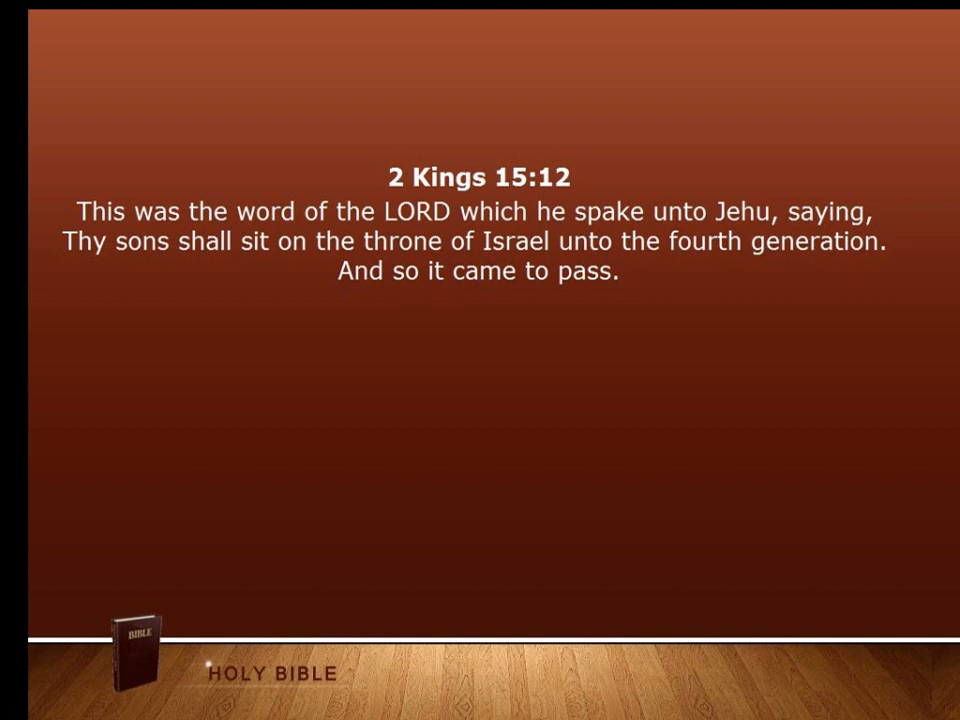 2 Kings 15:12
This was the word of the LORD which he spake unto Jehu, saying,
Thy sons shall sit on the throne of Israel unto the fourth generation.
And so it came to pass.
BIBLE
HOLY BIBLE